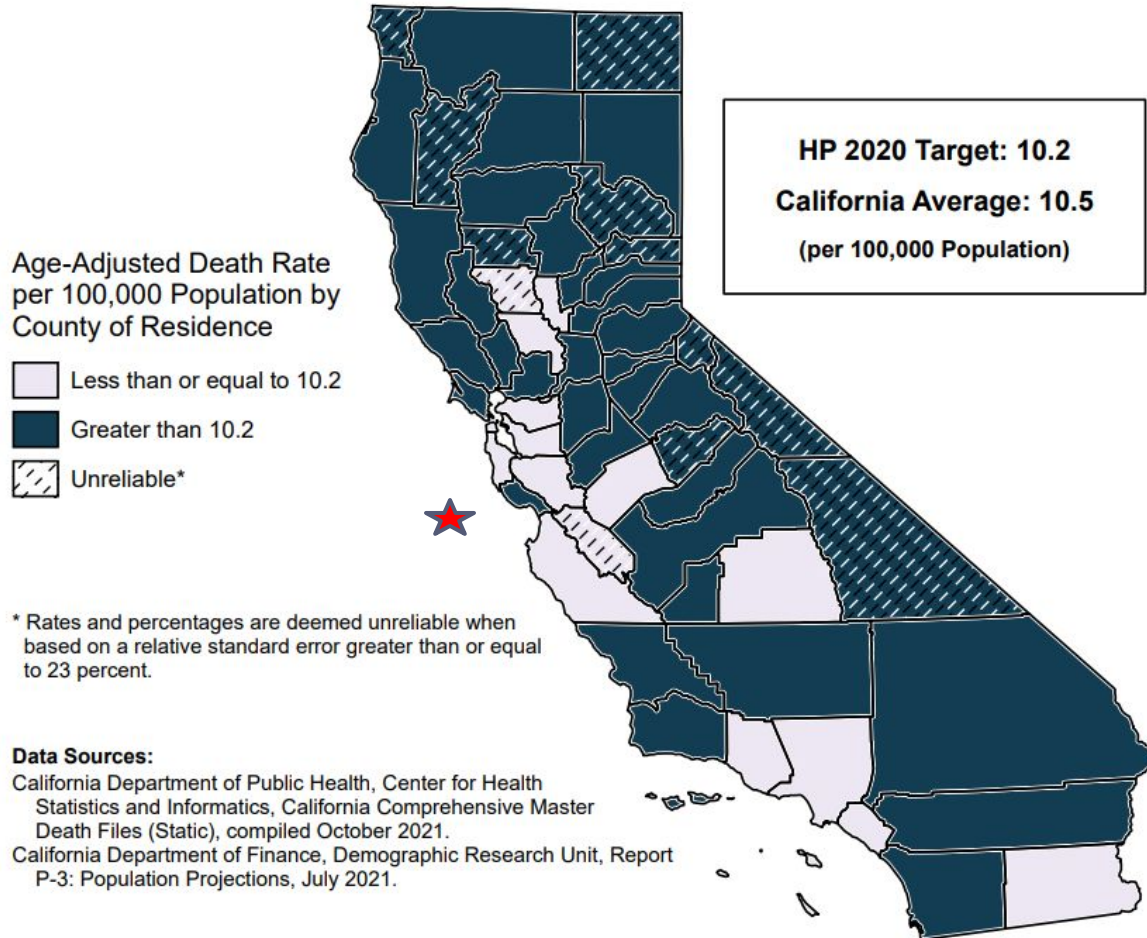 HP 2020 Target: 10.2
California Average: 10.5
(per 100,000 Population)
Age-Adjusted Death Rate
per 100,000 Population by
County of Residence
Less than or equal to 10.2
Greater than 10.2
Unreliable*
* Rates and percentages are deemed unreliable when
based on a relative standard error greater than or equal
to 23 percent.
Data Sources:
California Department of Public Health, Center for Health
Statistics and Informatics, California Comprehensive Master
Death Files (Static), compiled October 2021.
California Department of Finance, Demographic Research Unit, Report
P-3: Population Projections, July 2021.